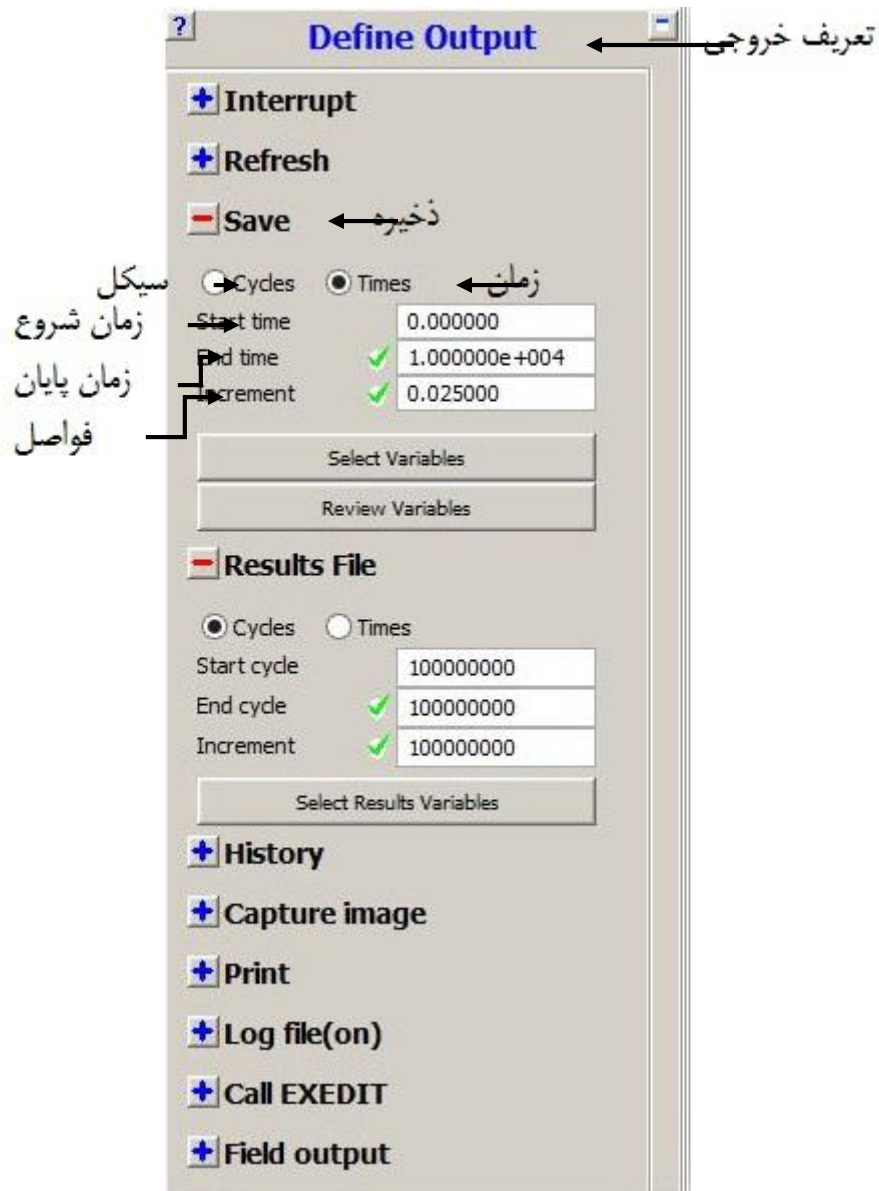 ?
Define Output
تعریف خروجی
Interrupt
Refresh
Save
ذخیره
سیکل
Cycles
Times
زمان
زمان شروع
Start time
0.000000
زمان پایان
End time
1.000000e+004
فواصل
Increment
0.025000
Select Variables
Review Variables
Results File
Cycles
Times
Start cycle
100000000
End cycle
100000000
Increment
100000000
Select Results Variables
History
Capture image
Print
Log file(on)
Call EXEDIT
Field output